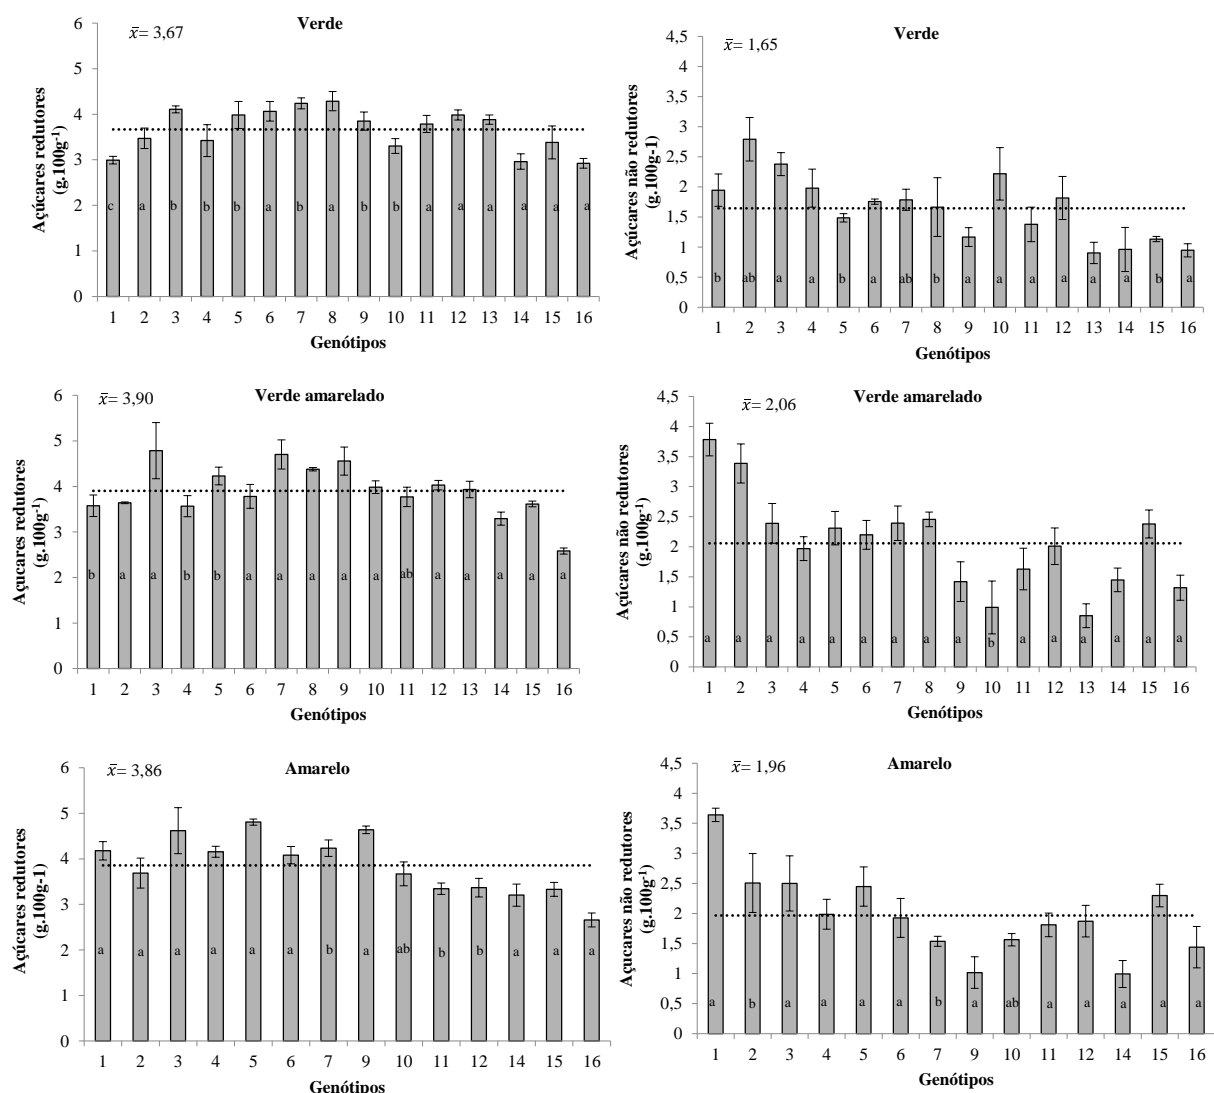 Verde
x̄= 3,67
Açúcares redutores
(g.100g⁻¹)
6
5
4
3
2
1
0
c a b b b a b a b b a a a a a a
1 2 3 4 5 6 7 8 9 10 11 12 13 14 15 16
Genótipos
Verde
x̄= 1,65
Açúcares não redutores
(g.100g-1)
4,5
4
3,5
3
2,5
2
1,5
1
0,5
0
b ab a a b a ab b a a a a a a b a
1 2 3 4 5 6 7 8 9 10 11 12 13 14 15 16
Genótipos
Verde amarelado
x̄= 3,90
Açucares redutores
(g.100g⁻¹)
6
5
4
3
2
1
0
b a a b b a a a a a ab a a a a a
1 2 3 4 5 6 7 8 9 10 11 12 13 14 15 16
Genótipos
Verde amarelado
x̄= 2,06
Açúcares não redutores
(g.100g⁻¹)
4,5
4
3,5
3
2,5
2
1,5
1
0,5
0
a a a a a a a a a b a a a a a a
1 2 3 4 5 6 7 8 9 10 11 12 13 14 15 16
Genótipos
Amarelo
x̄= 3,86
Açúcares redutores
(g.100g-1)
6
5
4
3
2
1
0
a a a a a a b a ab b b a a a
1 2 3 4 5 6 7 9 10 11 12 14 15 16
Genótipos
Amarelo
x̄= 1,96
Açucares não redutores
(g.100g⁻¹)
4,5
4
3,5
3
2,5
2
1,5
1
0,5
0
a b a a a a b a ab a a a a a
1 2 3 4 5 6 7 9 10 11 12 14 15 16
Genótipos